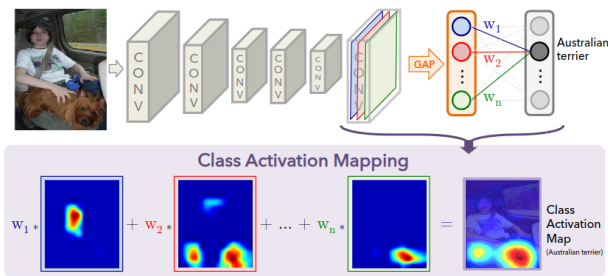 CONV
CONV
CONV
CONV
CONV
CONV
GAP
w1
w2
wn
Australian
terrier
Class Activation Mapping
w1 * + w2 * + ... + wn * =
Class
Activation
Map
(Australian terrier)